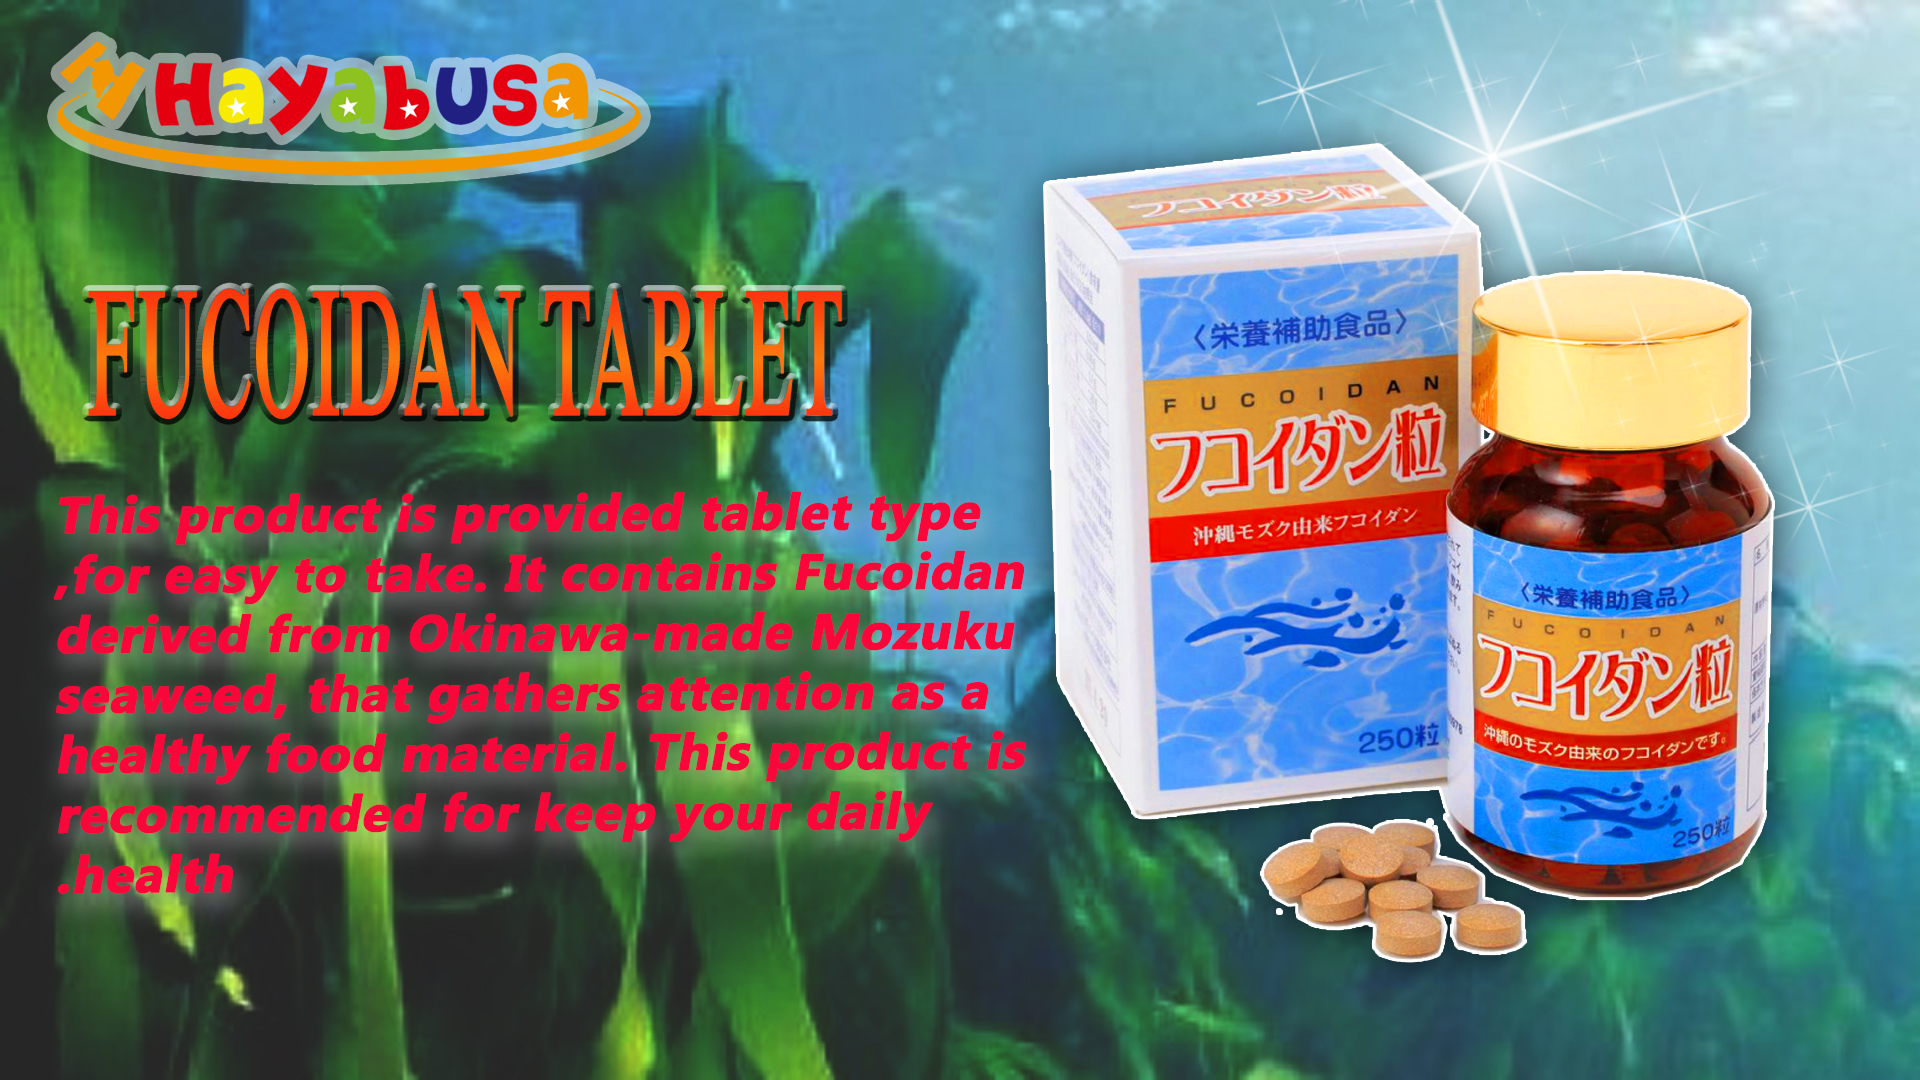 Hayabusa
FUCOIDAN TABLET
This product is provided tablet type
,for easy to take. It contains Fucoidan
derived from Okinawa-made Mozuku
seaweed, that gathers attention as a
healthy food material. This product is
recommended for keep your daily
.health
フコイダン粒
〈栄養補助食品〉
FUCOIDAN
フコイダン粒
沖縄モズク由来フコイダン
250粒
〈栄養補助食品〉
FUCOIDAN
フコイダン粒
沖縄のモズク由来のフコイダンです。
250粒